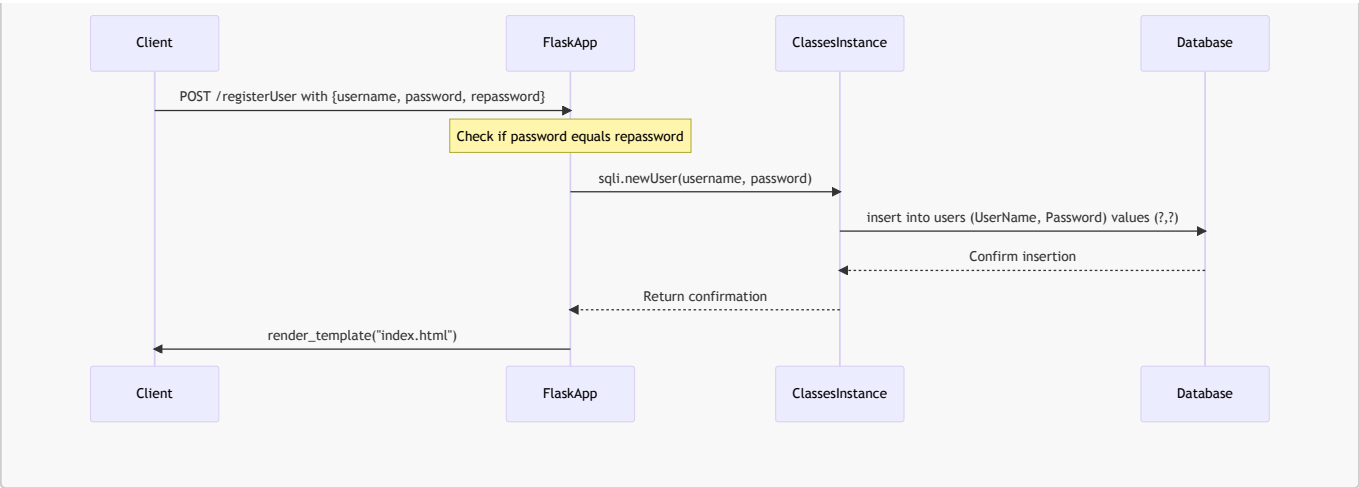 Client
FlaskApp
ClassesInstance
Database
POST /registerUser with {username, password, repassword}
Check if password equals repassword
sqli.newUser(username, password)
insert into users (UserName, Password) values (?,?)
Confirm insertion
Return confirmation
render_template("index.html")
Client
FlaskApp
ClassesInstance
Database